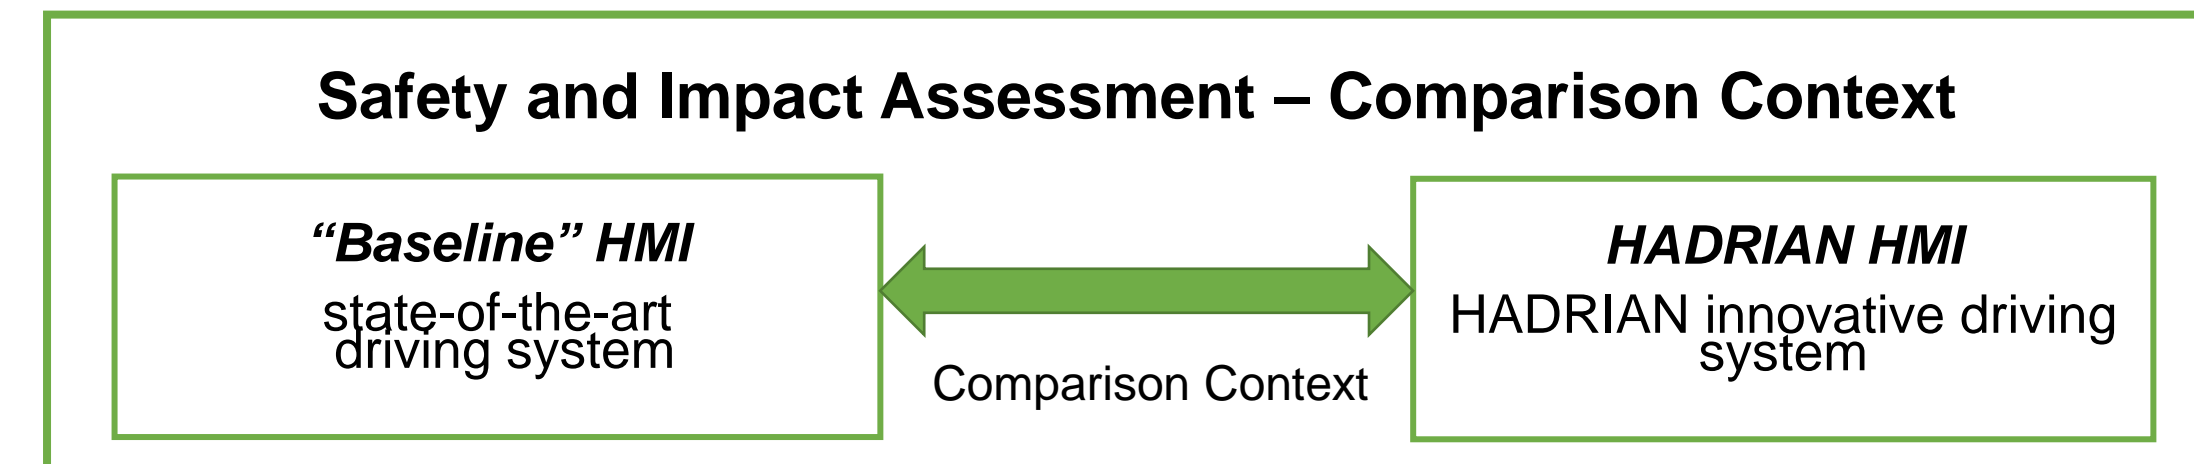 Safety and Impact Assessment – Comparison Context
“Baseline” HMI
state-of-the-art
driving system
Comparison Context
HADRIAN HMI
HADRIAN innovative driving
system